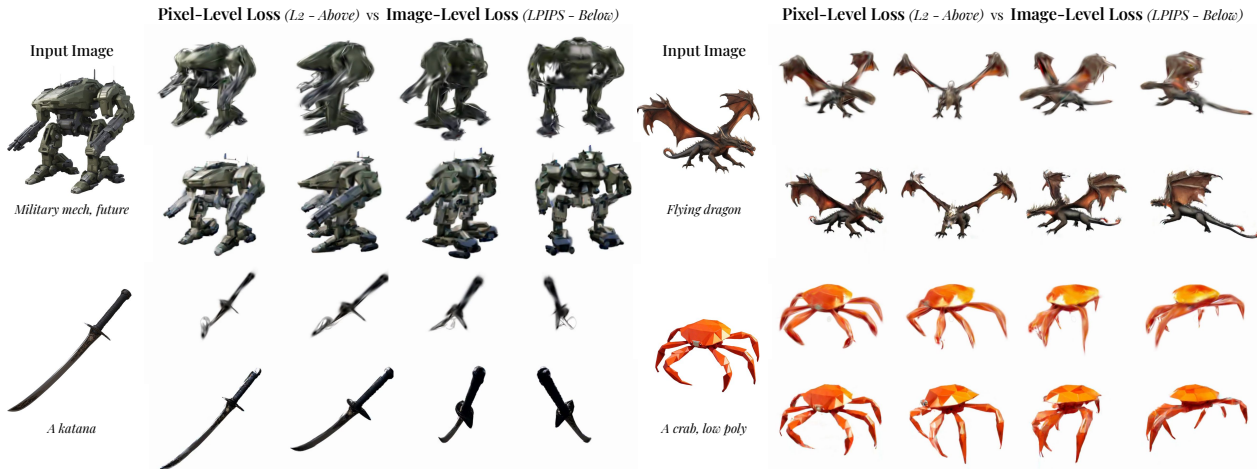 Pixel-Level Loss (L2 - Above) vs Image-Level Loss (LPIPS - Below)
Input Image
Military mech, future
A katana
Pixel-Level Loss (L2 - Above) vs Image-Level Loss (LPIPS - Below)
Input Image
Flying dragon
A crab, low poly